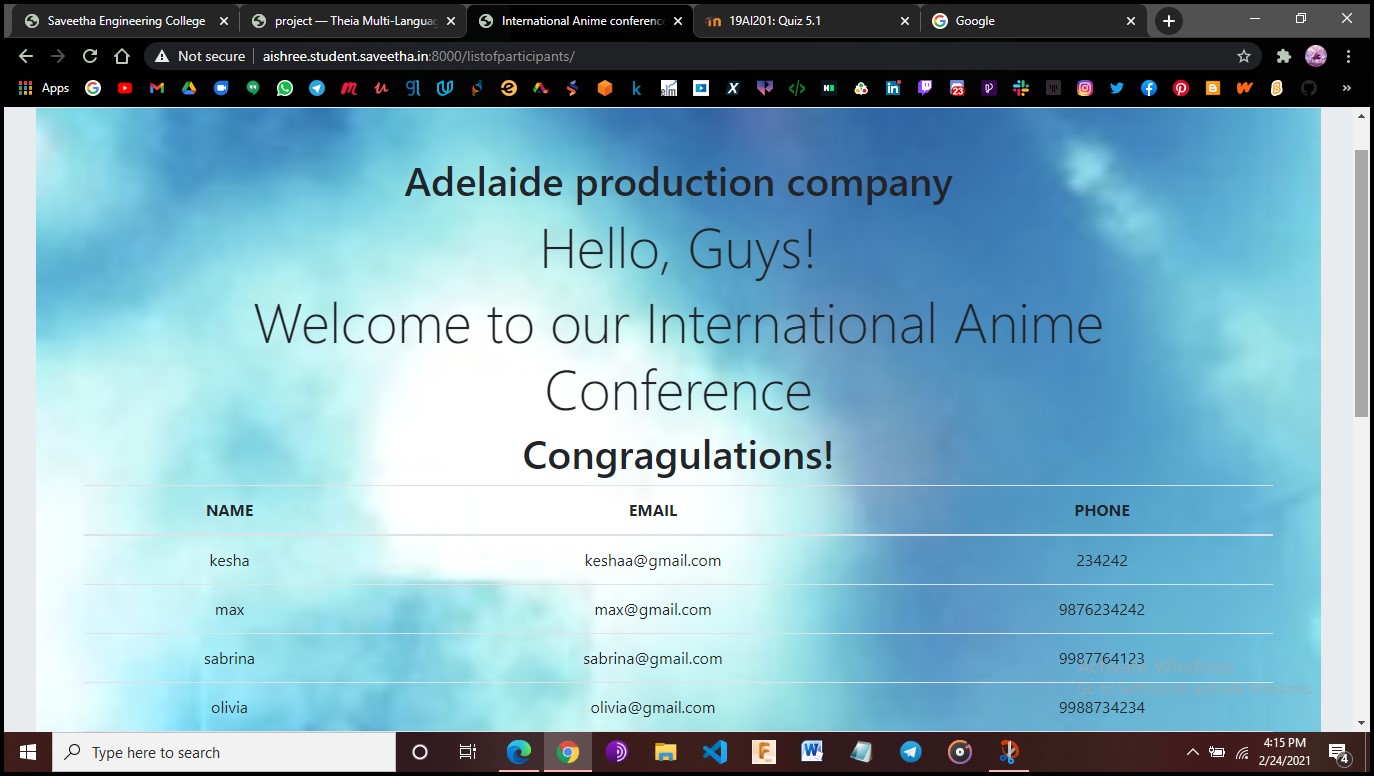 Saveetha Engineering College
project — Theia Multi-Langua
International Anime conferenc
19AI201: Quiz 5.1
Google
Not secure
aishree.student.saveetha.in:8000/listofparticipants/
Apps
Adelaide production company
Hello, Guys!
Welcome to our International Anime
Conference
Congragulations!
NAME EMAIL PHONE
kesha keshaa@gmail.com 234242
max max@gmail.com 9876234242
sabrina sabrina@gmail.com 9987764123
Activate Windows
Go to Settings to activate Windows.
olivia olivia@gmail.com 9988734234
Type here to search
4:15 PM
2/24/2021
4